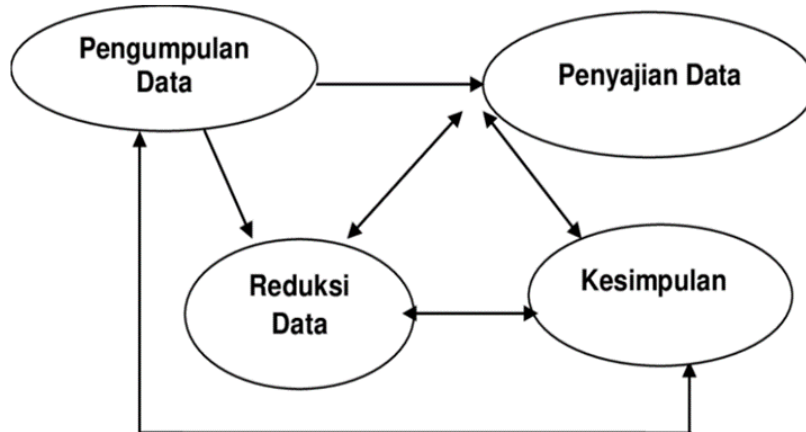 Pengumpulan
Data
Penyajian Data
Reduksi
Data
Kesimpulan